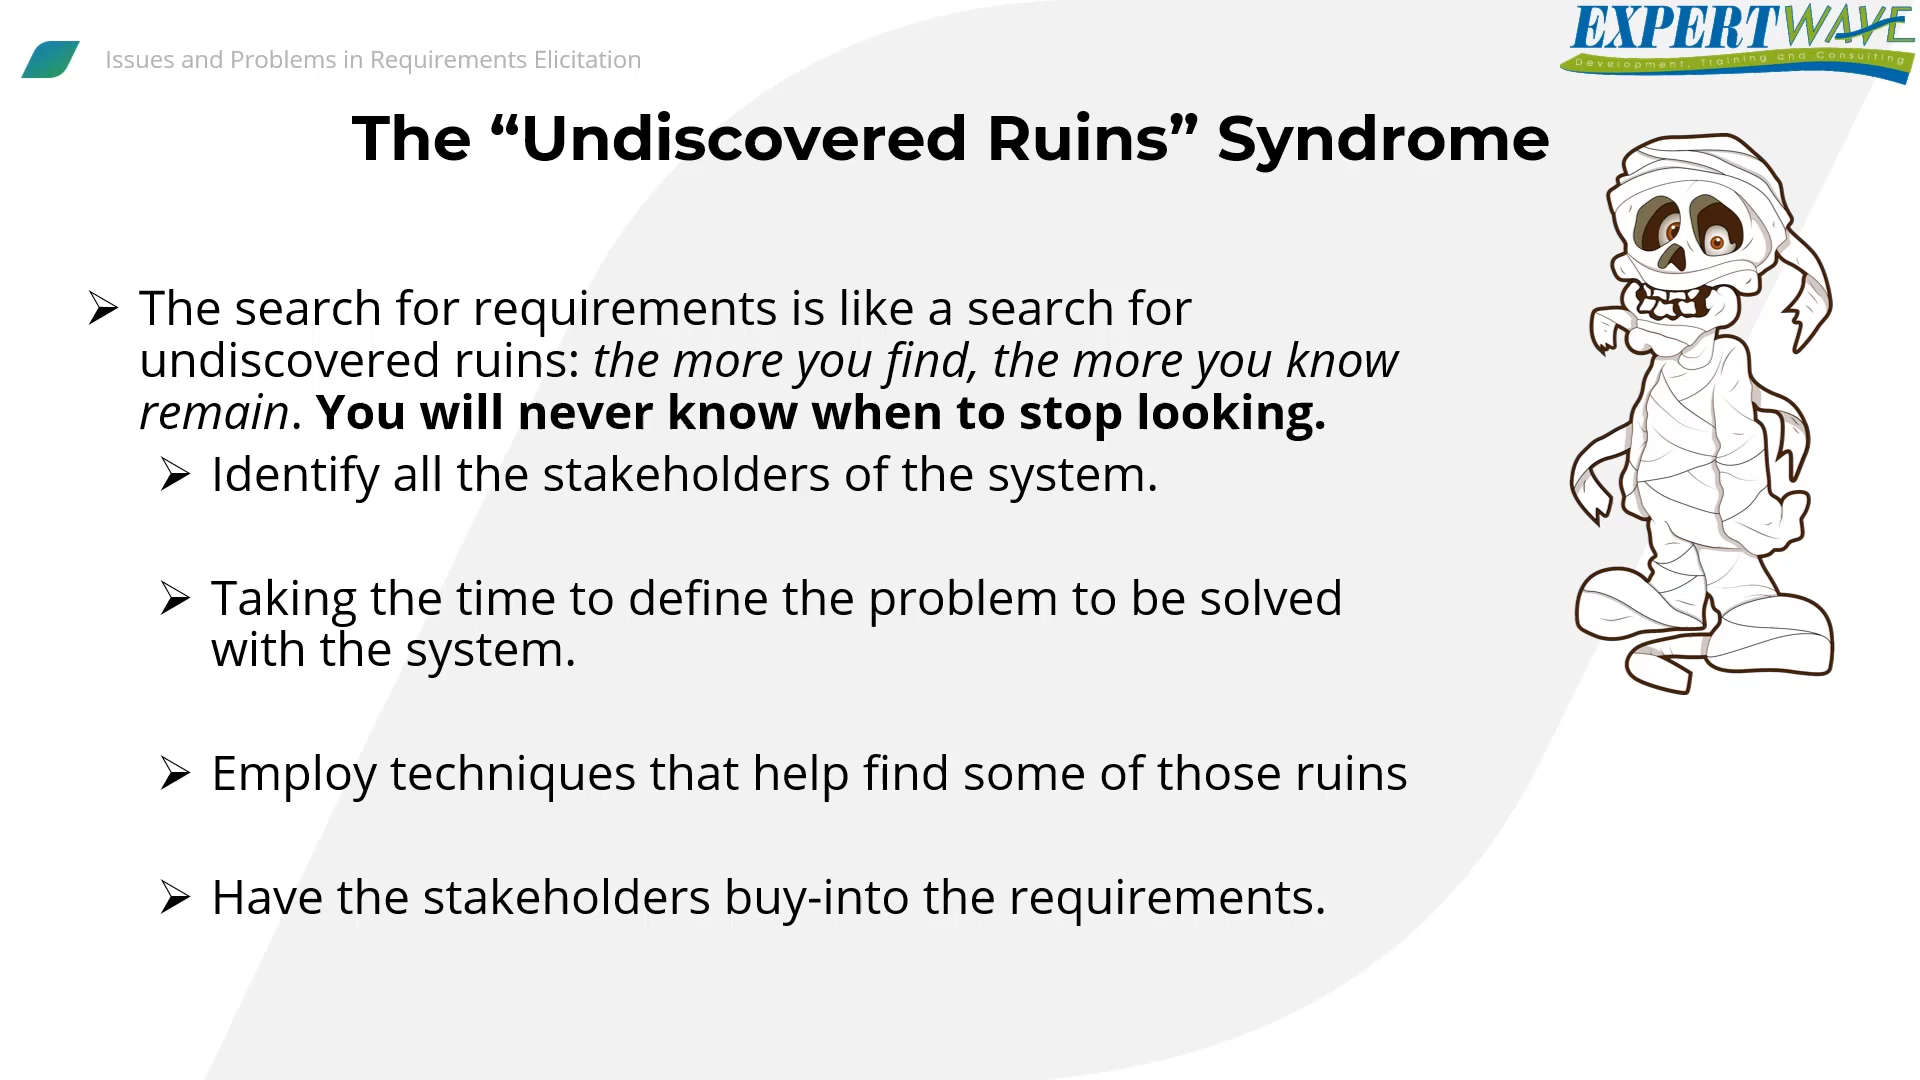 EXPERTWAVE
Development, Training and Consulting
Issues and Problems in Requirements Elicitation
The “Undiscovered Ruins” Syndrome
The search for requirements is like a search for
undiscovered ruins: the more you find, the more you know
remain. You will never know when to stop looking.
Identify all the stakeholders of the system.
Taking the time to define the problem to be solved
with the system.
Employ techniques that help find some of those ruins
Have the stakeholders buy-into the requirements.